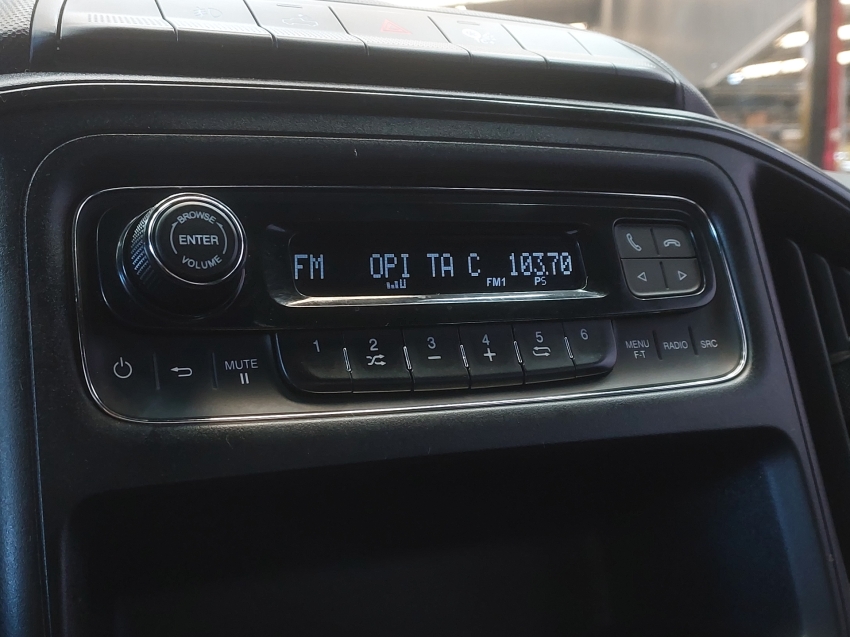 BROWSE
ENTER
VOLUME
FM OPI TA C 103.70
FM1 PS
1 2 3 4 5 6
MUTE
MENU RADIO SRC
F-T